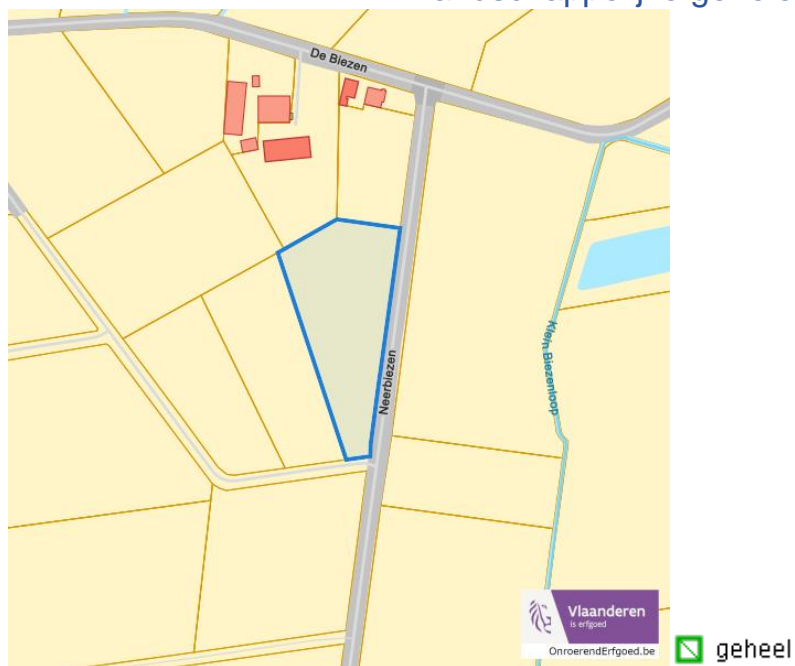 De Biezen
Neerbiezen
Klein Biezenloop
Vlaanderen
is erfgoed
OnroerendErfgoed.be
geheel